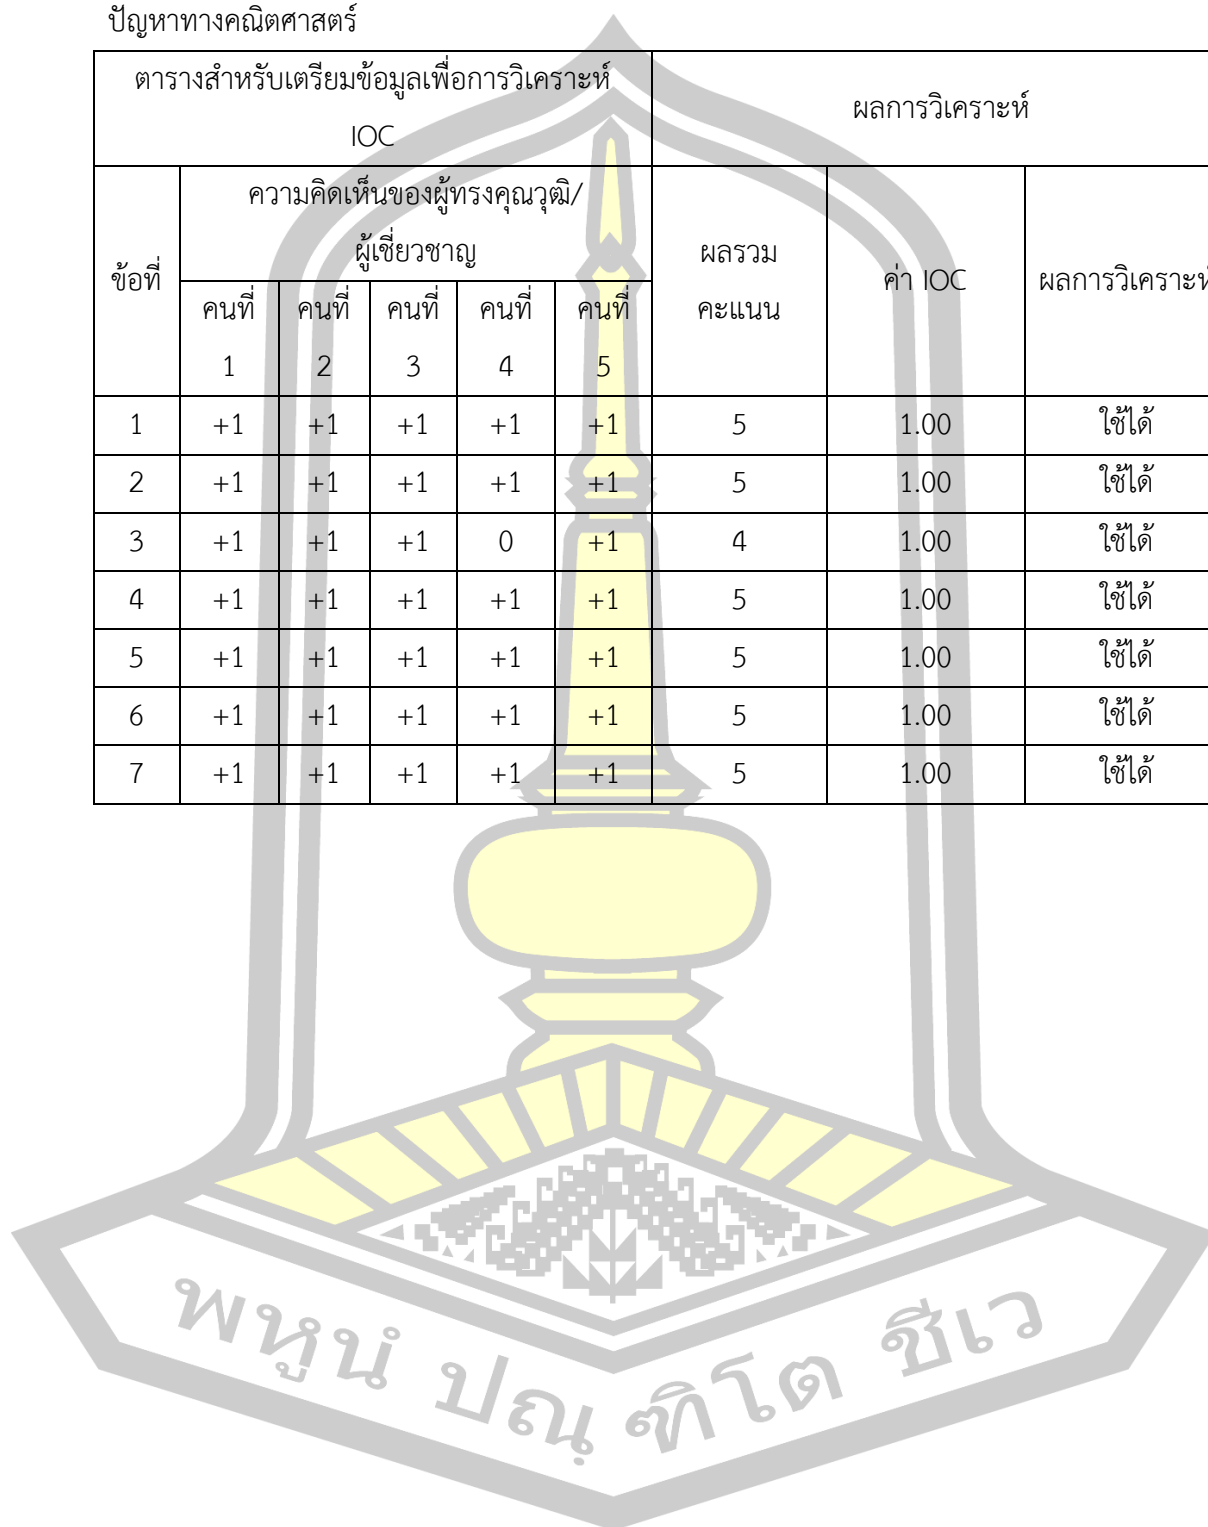 ปัญหาทางคณิตศาสตร์
ตารางสำหรับเตรียมข้อมูลเพื่อการวิเคราะห์
IOC
ผลการวิเคราะห์
ข้อที่
ความคิดเห็นของผู้ทรงคุณวุฒิ/
ผู้เชี่ยวชาญ
ผลรวม
คะแนน
ค่า IOC
ผลการวิเคราะห์
คนที่ คนที่ คนที่ คนที่ คนที่
1 2 3 4 5
1 +1 +1 +1 +1 +1 5 1.00 ใช้ได้
2 +1 +1 +1 +1 +1 5 1.00 ใช้ได้
3 +1 +1 +1 0 +1 4 1.00 ใช้ได้
4 +1 +1 +1 +1 +1 5 1.00 ใช้ได้
5 +1 +1 +1 +1 +1 5 1.00 ใช้ได้
6 +1 +1 +1 +1 +1 5 1.00 ใช้ได้
7 +1 +1 +1 +1 +1 5 1.00 ใช้ได้
พหูนํ ปณฺฑิโต ชีเว